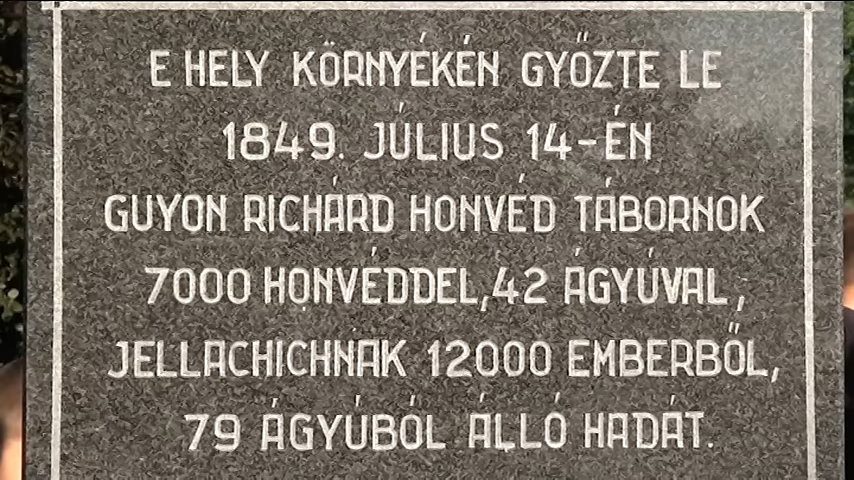 E HELY KÖRNYÉKÉN GYŐZTE LE
1849. JÚLIUS 14-ÉN
GUYON RICHÁRD HONVÉD TÁBORNOK
7000 HONVÉDDEL, 42 ÁGYÚVAL,
JELLACHICHNAK 12000 EMBERBŐL,
79 ÁGYÚBÓL ÁLLÓ HADÁT.